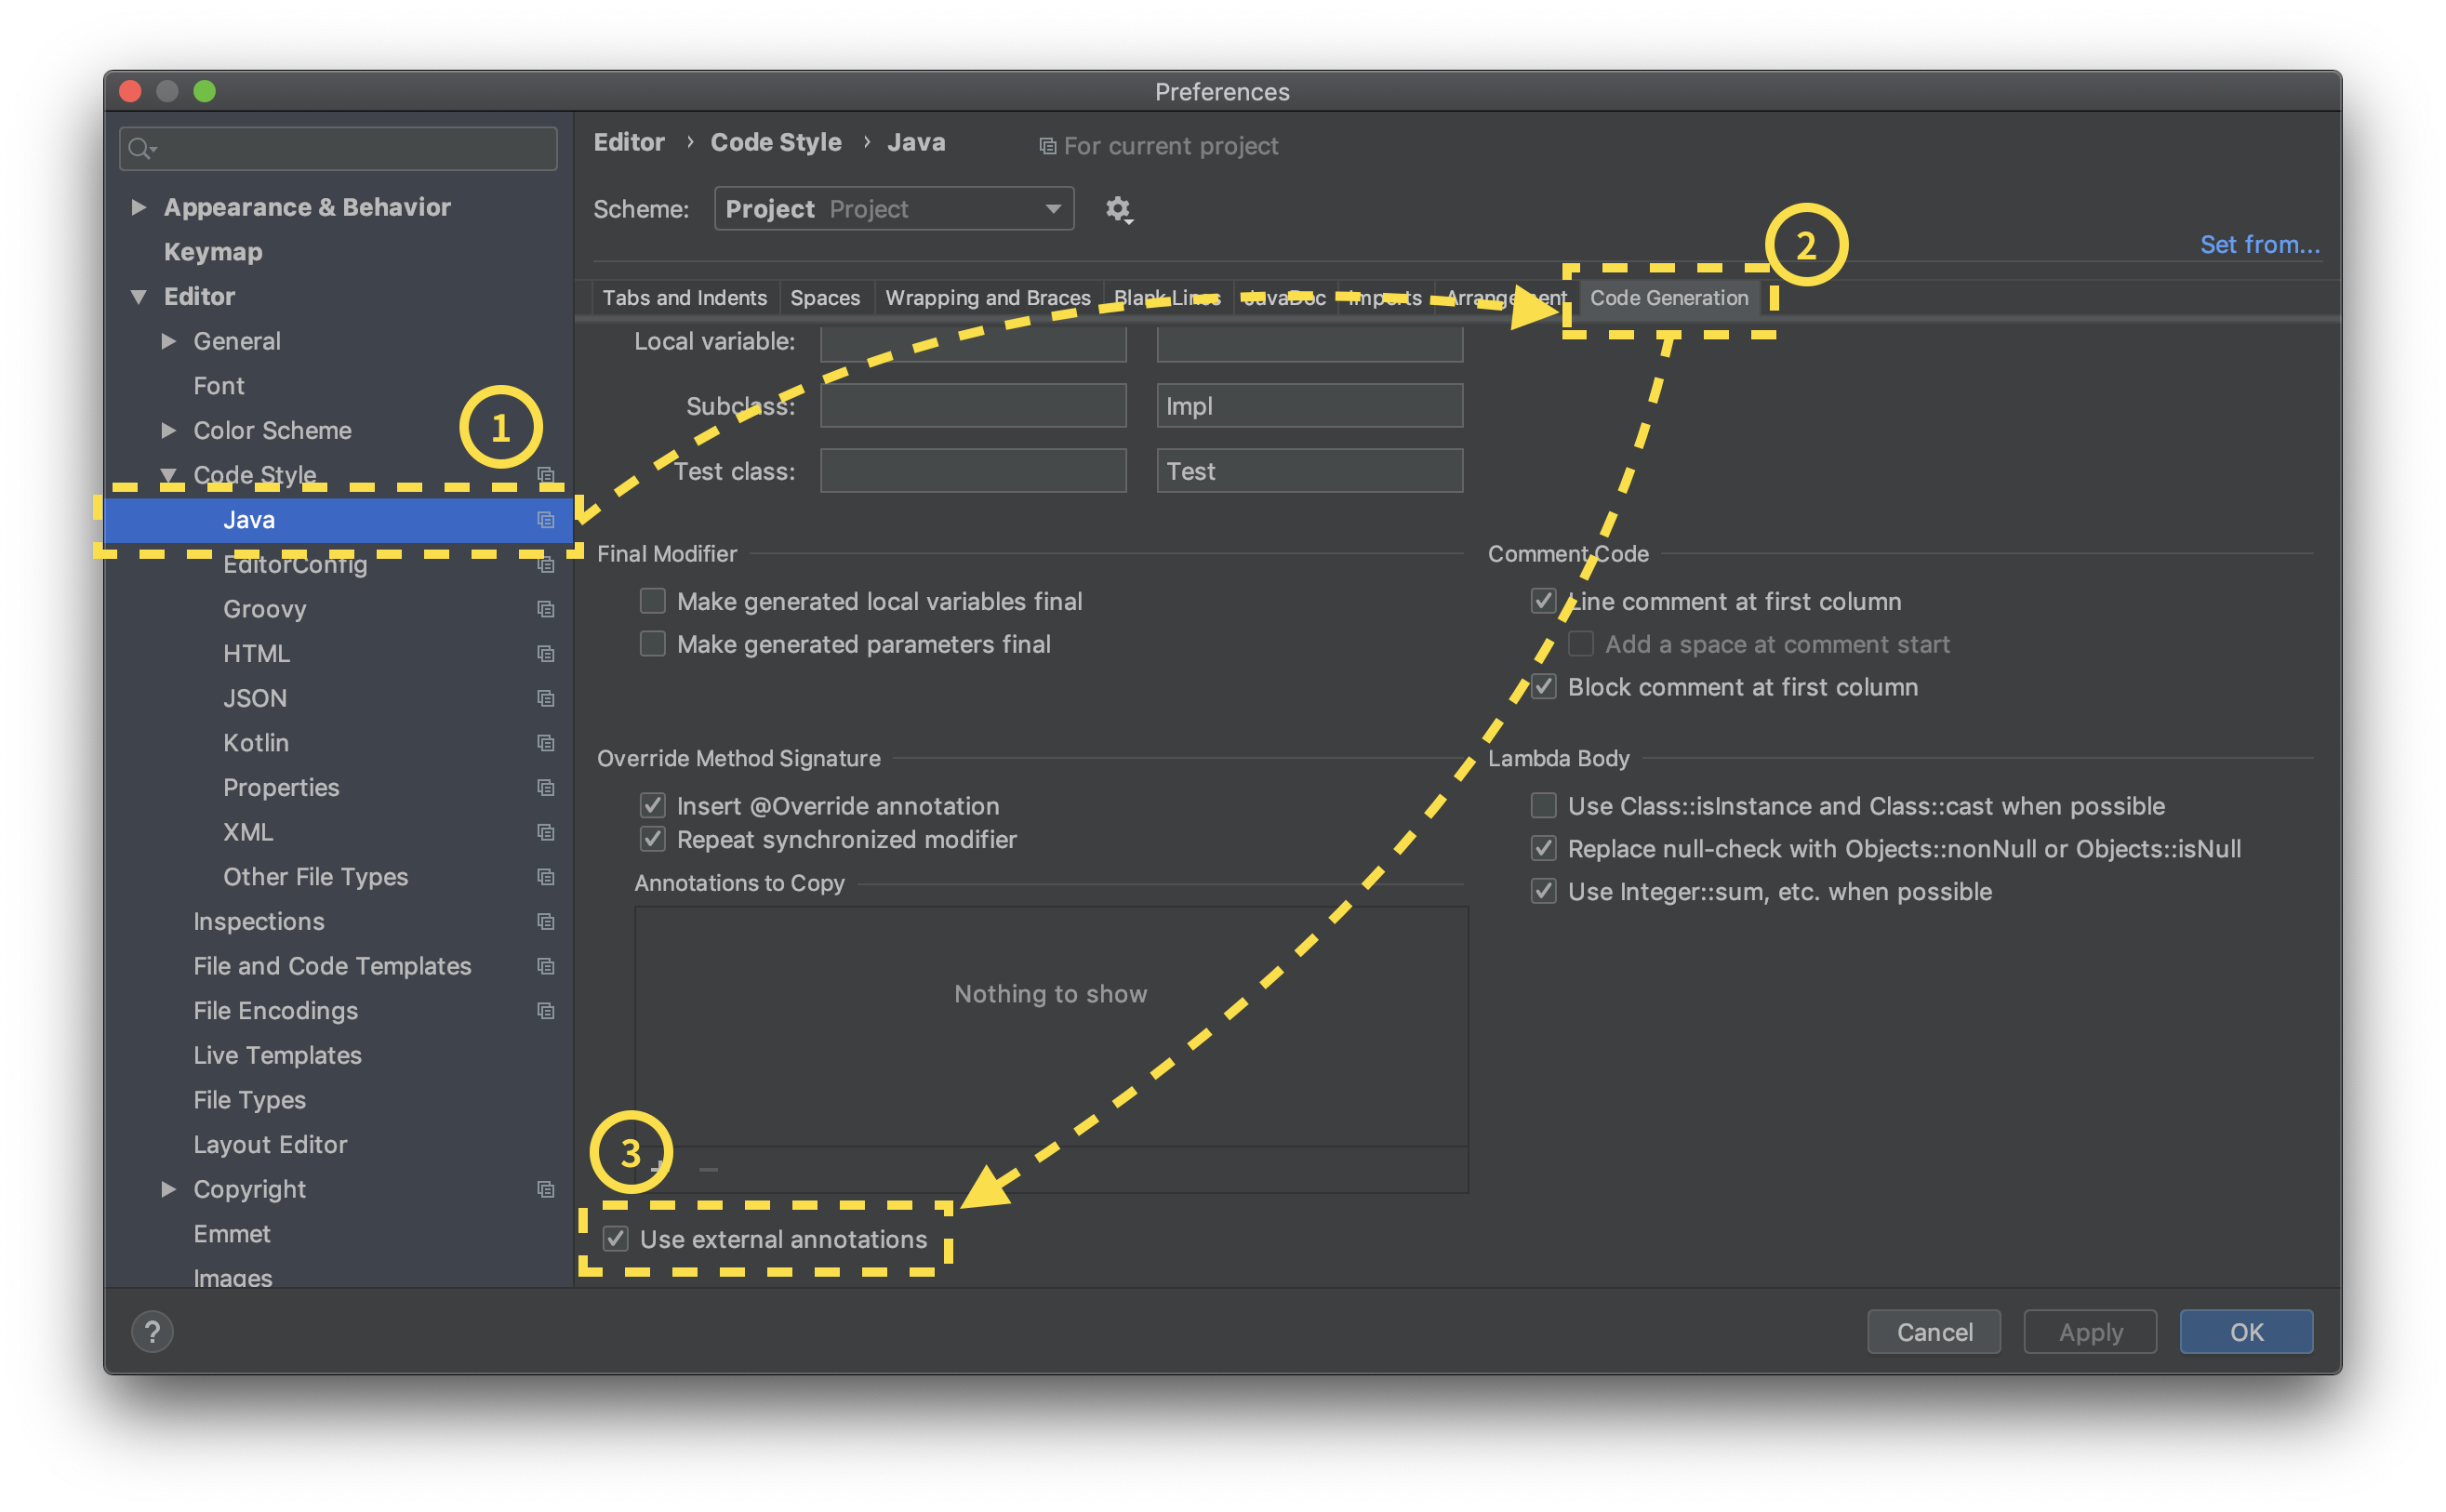 Preferences
Appearance & Behavior
Keymap
Editor
General
Font
Color Scheme
1
Code Style
Java
EditorConfig
Groovy
HTML
JSON
Kotlin
Properties
XML
Other File Types
Inspections
File and Code Templates
File Encodings
Live Templates
File Types
Layout Editor
Copyright
Emmet
Images
Editor › Code Style › Java For current project
Scheme: Project Project
2
Set from...
Tabs and Indents Spaces Wrapping and Braces Blank Lines JavaDoc Imports Arrangement Code Generation
Local variable:
Subclass: Impl
Test class: Test
Final Modifier
Make generated local variables final
Make generated parameters final
Comment Code
Line comment at first column
Add a space at comment start
Block comment at first column
Override Method Signature
Insert @Override annotation
Repeat synchronized modifier
Annotations to Copy
Nothing to show
Lambda Body
Use Class::isInstance and Class::cast when possible
Replace null-check with Objects::nonNull or Objects::isNull
Use Integer::sum, etc. when possible
3
Use external annotations
?
Cancel Apply OK